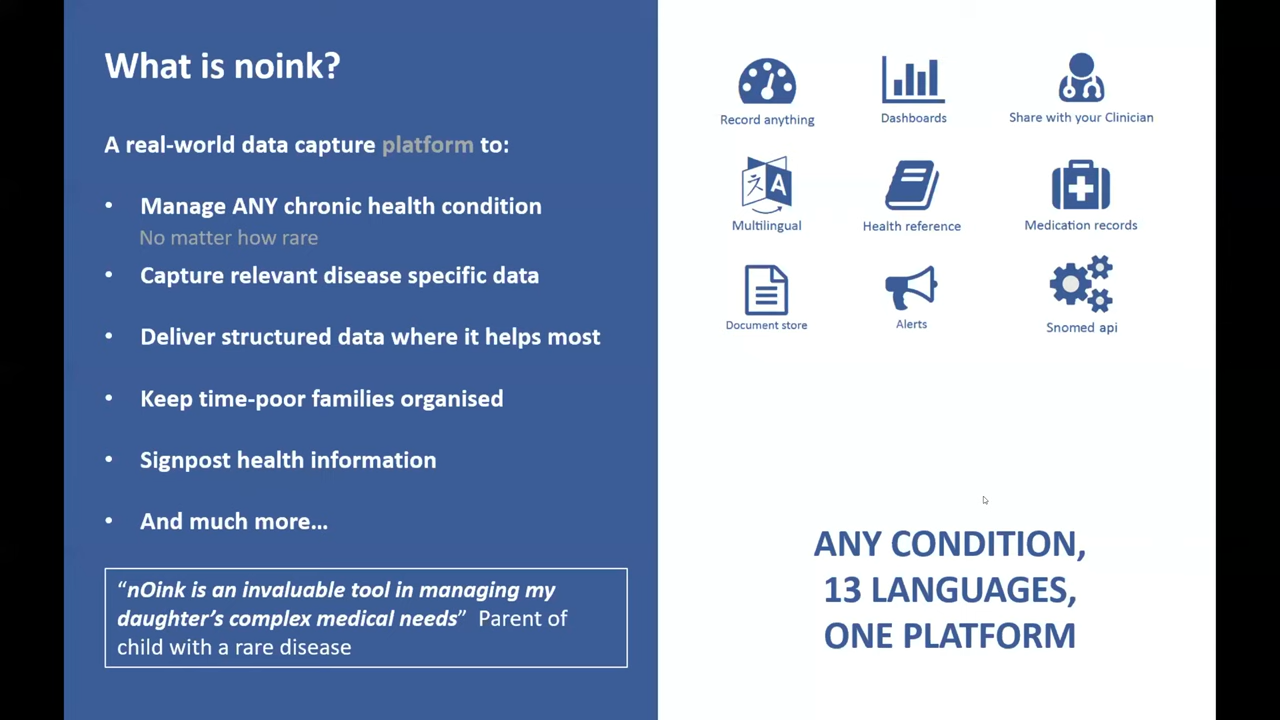 What is noink?
A real-world data capture platform to:
• Manage ANY chronic health condition
No matter how rare
• Capture relevant disease specific data
• Deliver structured data where it helps most
• Keep time-poor families organised
• Signpost health information
• And much more…
“nOink is an invaluable tool in managing my
daughter’s complex medical needs” Parent of
child with a rare disease
Record anything
Dashboards
Share with your Clinician
A
Multilingual
Health reference
Medication records
Document store
Alerts
Snomed api
ANY CONDITION,
13 LANGUAGES,
ONE PLATFORM